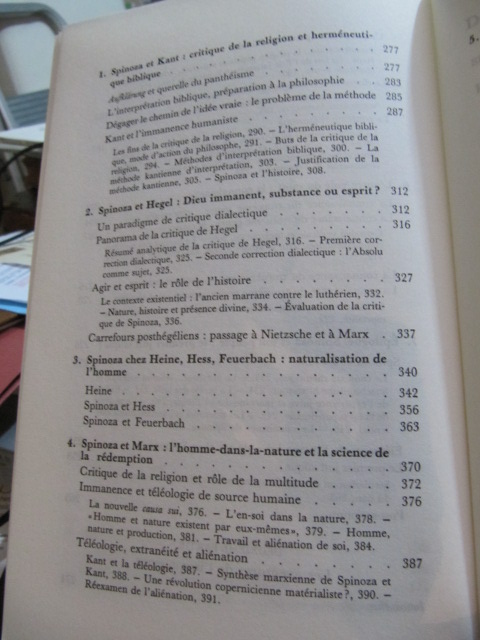 1. Spinoza et Kant : critique de la religion et herméneuti-
que biblique . . . . . . . . . . . 277
Aufklärung et querelle du panthéisme . . . . . 277
L'interprétation biblique, préparation à la philosophie . 283
Dégager le chemin de l'idée vraie : le problème de la méthode 285
Kant et l'immanence humaniste . . . . . . . 287
Les fins de la critique de la religion, 290. – L'herméneutique bibli-
que, mode d'action du philosophe, 291. – Buts de la critique de la
religion, 294. – Méthodes d'interprétation biblique, 300. – La
méthode kantienne d'interprétation, 303. – Justification de la
méthode kantienne, 305. – Spinoza et l'histoire, 308.
2. Spinoza et Hegel : Dieu immanent, substance ou esprit ? 312
Un paradigme de critique dialectique . . . . . . 312
Panorama de la critique de Hegel . . . . . . . 316
Résumé analytique de la critique de Hegel, 316. – Première cor-
rection dialectique, 325. – Seconde correction dialectique : l'Absolu
comme sujet, 325.
Agir et esprit : le rôle de l'histoire . . . . . . . 327
Le contexte existentiel : l'ancien marrane contre le luthérien, 332.
– Nature, histoire et présence divine, 334. – Évaluation de la criti-
que de Spinoza, 336.
Carrefours posthégéliens : passage à Nietzsche et à Marx . 337
3. Spinoza chez Heine, Hess, Feuerbach : naturalisation de
l'homme . . . . . . . . . . . . 340
Heine . . . . . . . . . . . . . 342
Spinoza et Hess . . . . . . . . . . . 356
Spinoza et Feuerbach . . . . . . . . . . 363
4. Spinoza et Marx : l'homme-dans-la-nature et la science de
la rédemption . . . . . . . . . . . 370
Critique de la religion et rôle de la multitude . . . . 372
Immanence et téléologie de source humaine . . . . 376
La nouvelle causa sui, 376. – L'en-soi dans la nature, 378. –
« Homme et nature existent par eux-mêmes », 379. – Homme,
nature et production, 381. – Travail et aliénation de soi, 384.
Téléologie, extranéité et aliénation . . . . . . 387
Kant et la téléologie, 387. – Synthèse marxienne de Spinoza et
Kant, 388. – Une révolution copernicienne matérialiste ?, 390. –
Réexamen de l'aliénation, 391.
5.